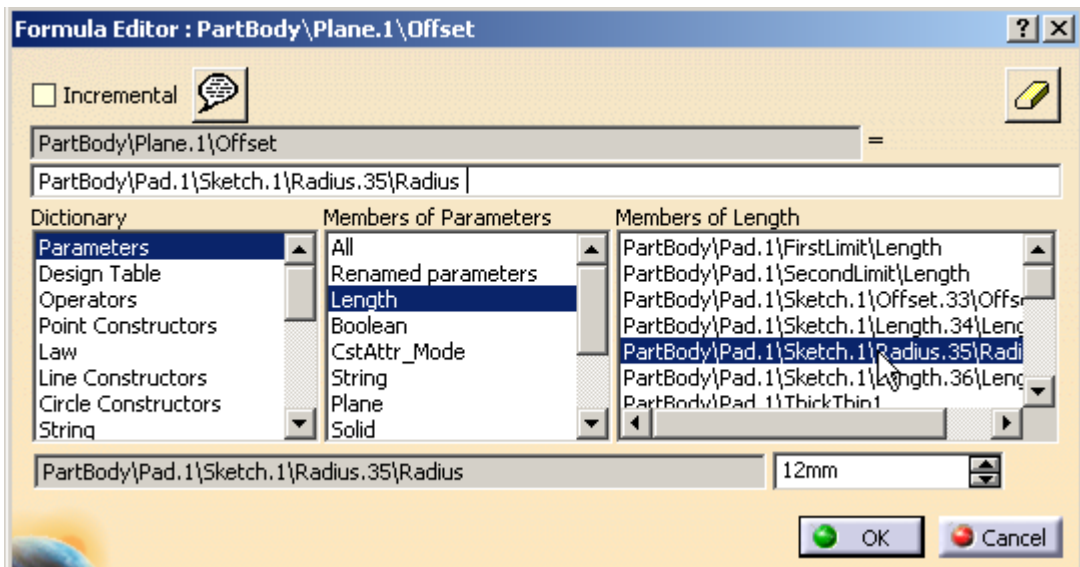 Formula Editor : PartBody\Plane.1\Offset
Incremental
PartBody\Plane.1\Offset =
PartBody\Pad.1\Sketch.1\Radius.35\Radius
Dictionary
Parameters
Design Table
Operators
Point Constructors
Law
Line Constructors
Circle Constructors
String
Members of Parameters
All
Renamed parameters
Length
Boolean
CstAttr_Mode
String
Plane
Solid
Members of Length
PartBody\Pad.1\FirstLimit\Length
PartBody\Pad.1\SecondLimit\Length
PartBody\Pad.1\Sketch.1\Offset.33\Offs
PartBody\Pad.1\Sketch.1\Length.34\Leng
PartBody\Pad.1\Sketch.1\Radius.35\Radi
PartBody\Pad.1\Sketch.1\Length.36\Leng
PartBody\Pad.1\ThickThin1
PartBody\Pad.1\Sketch.1\Radius.35\Radius
12mm
OK
Cancel